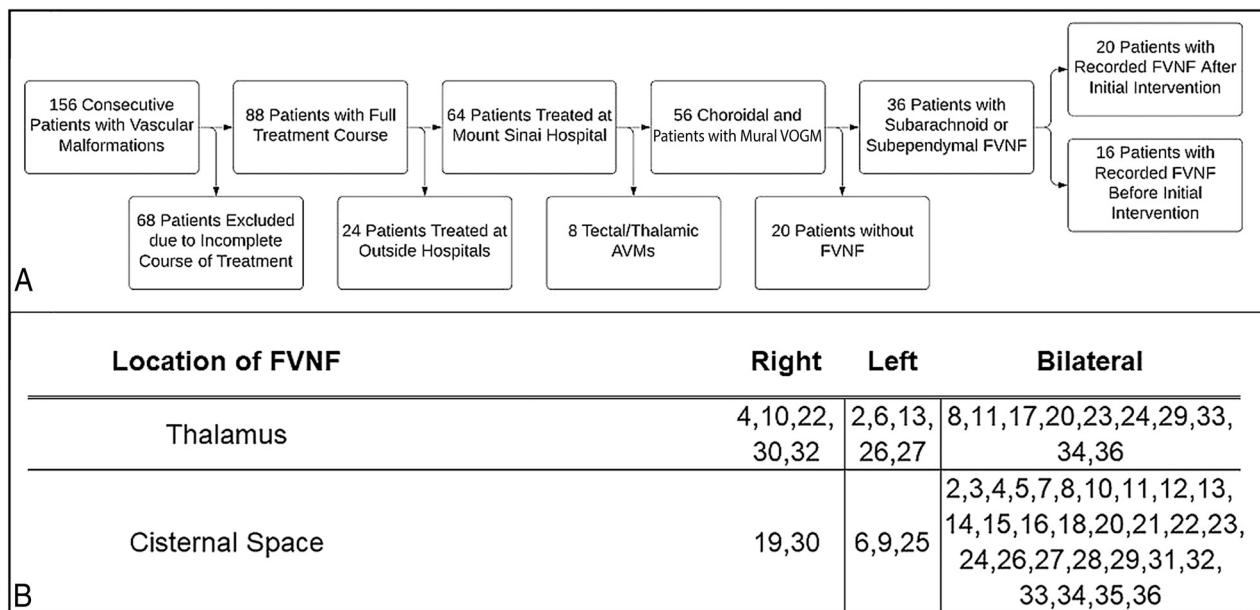 156 Consecutive
Patients with Vascular
Malformations
88 Patients with Full
Treatment Course
64 Patients Treated at
Mount Sinai Hospital
56 Choroidal and
Patients with Mural VOGM
36 Patients with
Subarachnoid or
Subependymal FVNF
20 Patients with
Recorded FVNF After
Initial Intervention
16 Patients with
Recorded FVNF
Before Initial
Intervention
68 Patients Excluded
due to Incomplete
Course of Treatment
24 Patients Treated at
Outside Hospitals
8 Tectal/Thalamic
AVMs
20 Patients without
FVNF
A
Location of FVNF Right Left Bilateral
Thalamus
4,10,22,
30,32
2,6,13,
26,27
8,11,17,20,23,24,29,33,
34,36
Cisternal Space
19,30
6,9,25
2,3,4,5,7,8,10,11,12,13,
14,15,16,18,20,21,22,23,
24,26,27,28,29,31,32,
33,34,35,36
B